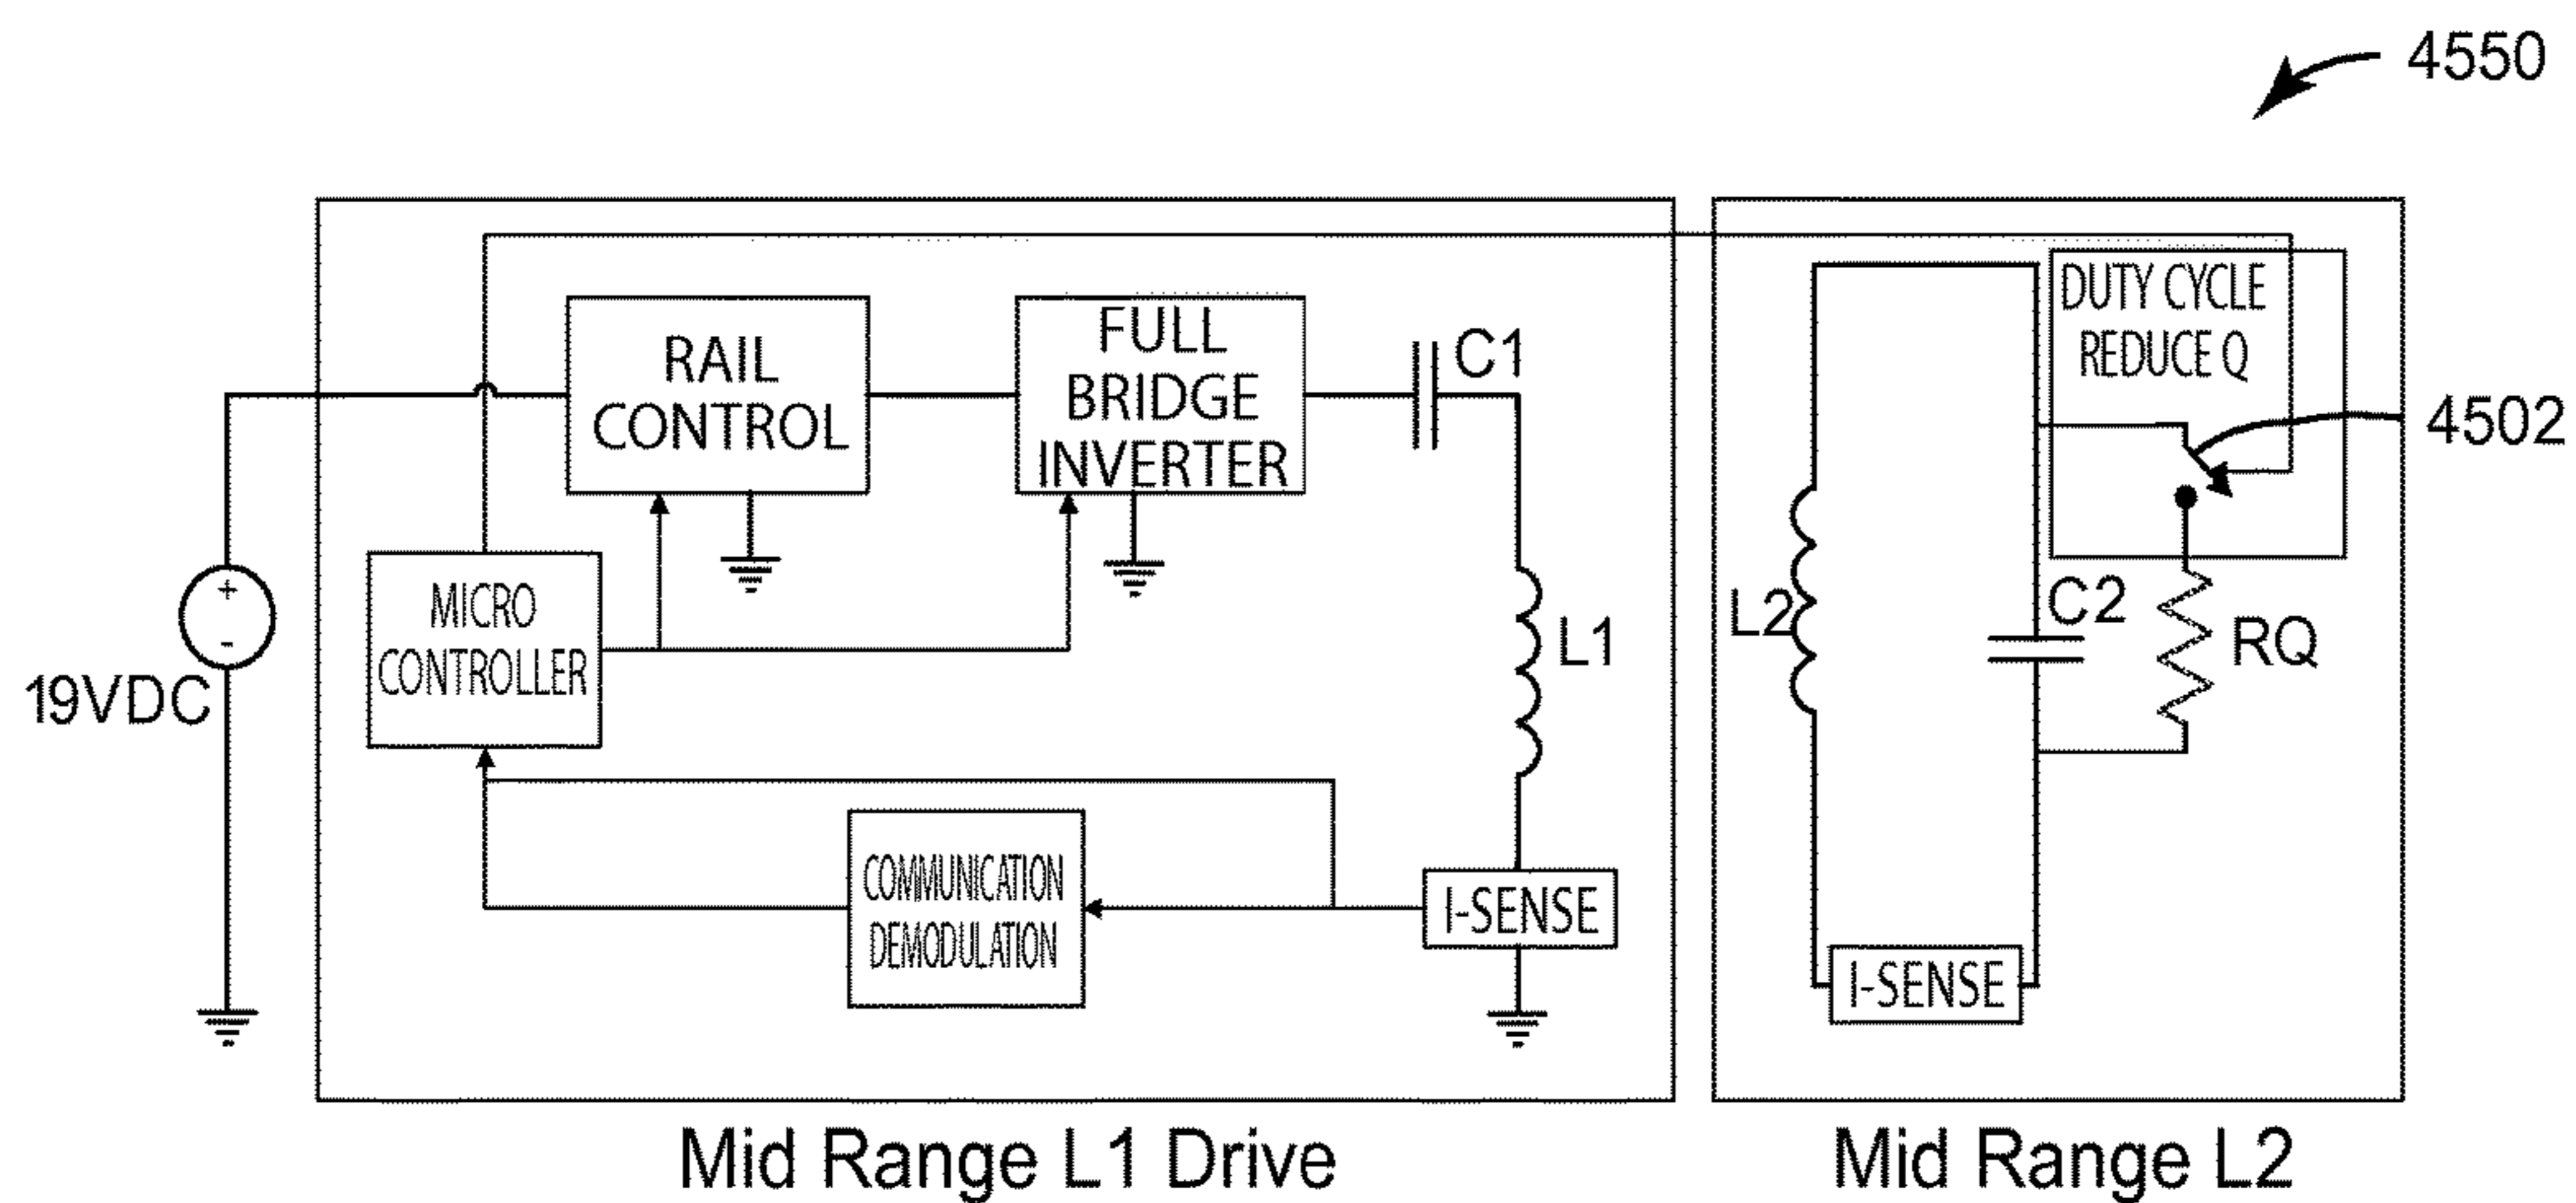 4550
DUTY CYCLE
REDUCE Q
RAIL
CONTROL
FULL
BRIDGE
INVERTER
C1
4502
MICRO
CONTROLLER
+
-
19VDC
L1
L2
C2
RQ
COMMUNICATION
DEMODULATION
I-SENSE
I-SENSE
Mid Range L1 Drive
Mid Range L2